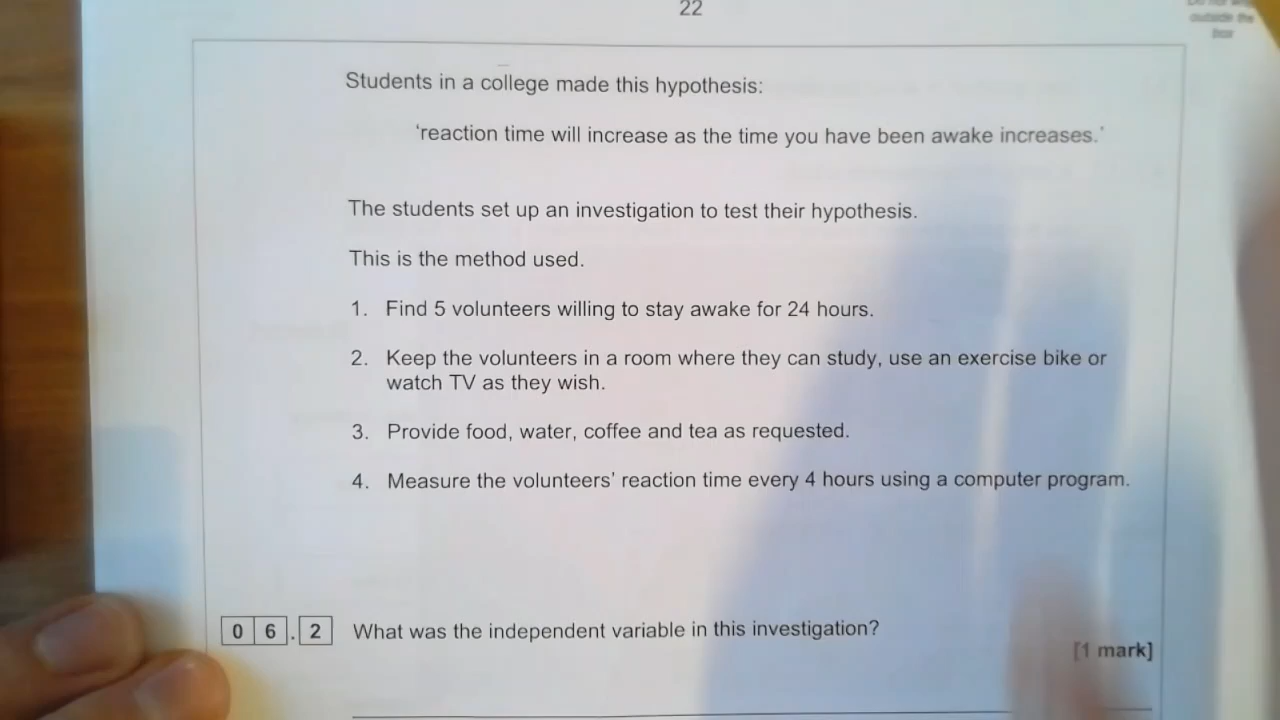 22
outside the
Students in a college made this hypothesis:
'reaction time will increase as the time you have been awake increases.'
The students set up an investigation to test their hypothesis.
This is the method used.
1. Find 5 volunteers willing to stay awake for 24 hours.
2. Keep the volunteers in a room where they can study, use an exercise bike or
watch TV as they wish.
3. Provide food, water, coffee and tea as requested.
4. Measure the volunteers' reaction time every 4 hours using a computer program.
0 6 . 2 What was the independent variable in this investigation?
[1 mark]